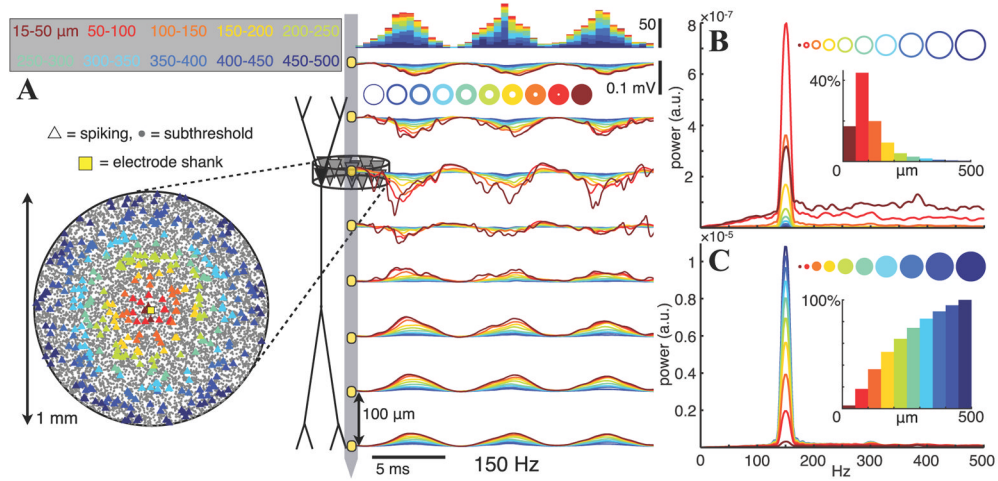 15-50 µm 50-100 100-150 150-200 200-250
350-400 400-450 450-500
A
△ = spiking, • = subthreshold
= electrode shank
1 mm
50
0.1 mV
100 µm
5 ms
150 Hz
B
×10⁻⁷
8
6
4
2
power (a.u.)
40%
0 500
µm
C
×10⁻⁵
1
0.8
0.6
0.4
0.2
power (a.u.)
100%
0 500
µm
0 100 200 300 400 500
Hz